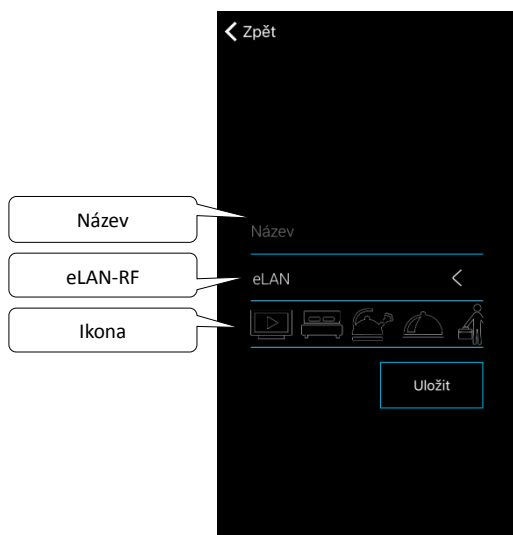 Zpět
Název
Název
eLAN-RF
eLAN
Ikona
Uložit